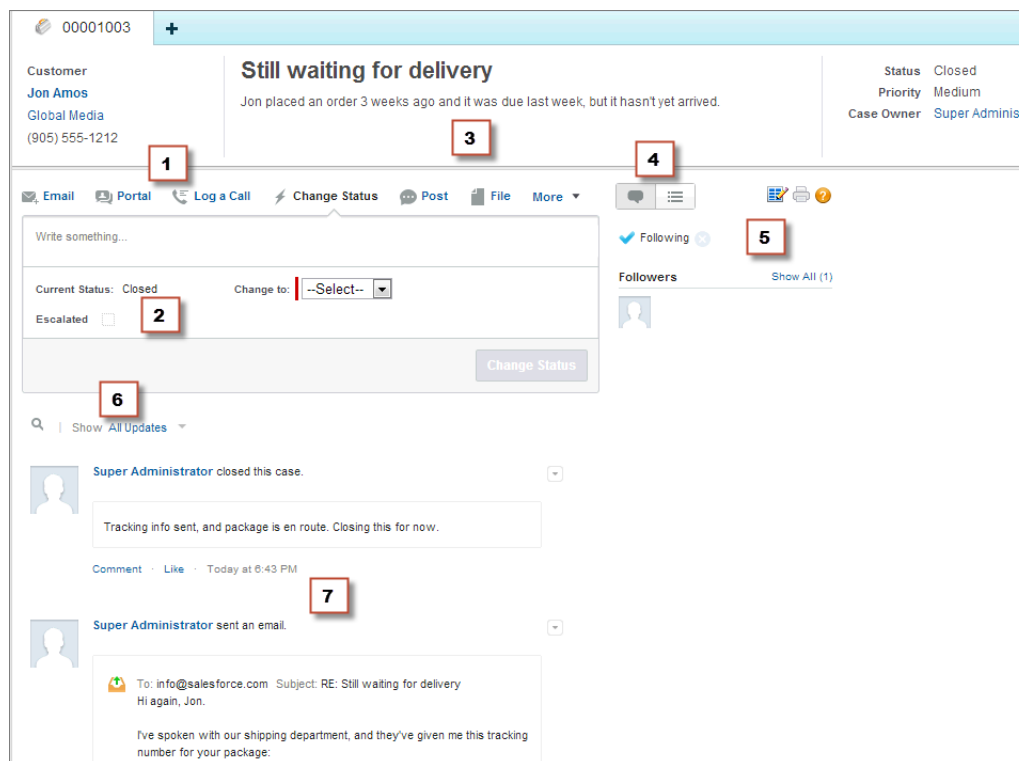 00001003 +
Customer
Jon Amos
Global Media
(905) 555-1212
Still waiting for delivery
Jon placed an order 3 weeks ago and it was due last week, but it hasn't yet arrived.
Status Closed
Priority Medium
Case Owner Super Adminis
1
3
4
Email Portal Log a Call Change Status Post File More
Write something...
Current Status: Closed Change to: --Select--
Escalated
2
Change Status
Following
5
Followers Show All (1)
6
Show All Updates
Super Administrator closed this case.
Tracking info sent, and package is en route. Closing this for now.
Comment · Like · Today at 6:43 PM
7
Super Administrator sent an email.
To: info@salesforce.com Subject: RE: Still waiting for delivery
Hi again, Jon.
I've spoken with our shipping department, and they've given me this tracking
number for your package: